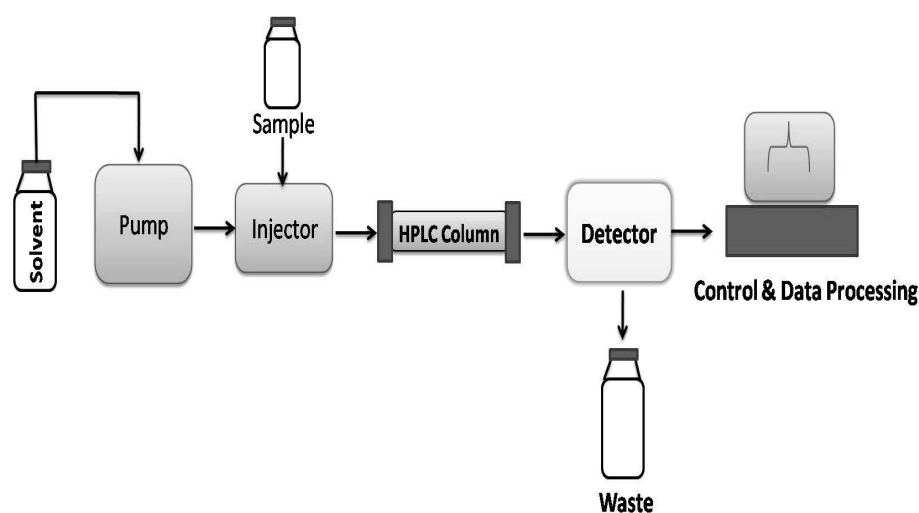 Solvent
Pump
Sample
Injector
HPLC Column
Detector
Control & Data Processing
Waste